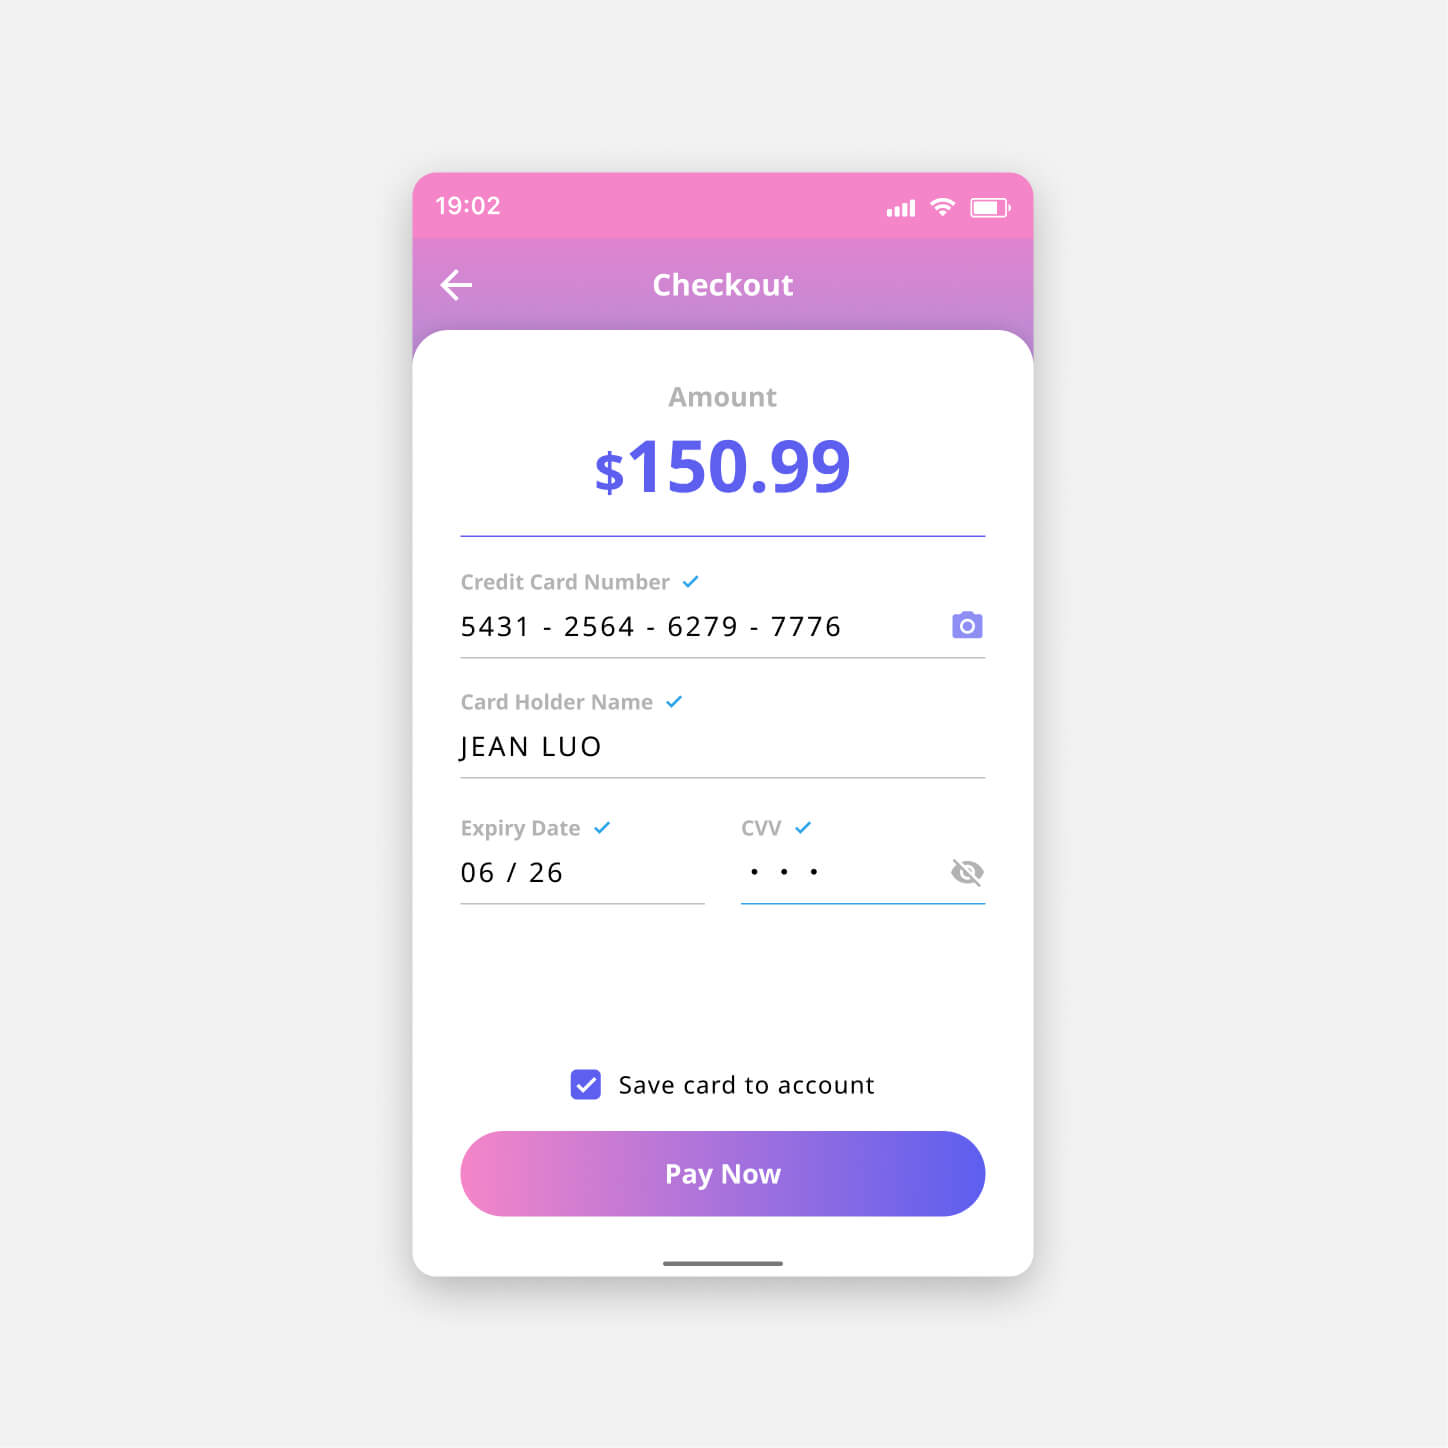 19:02
Checkout
Amount
$150.99
Credit Card Number
5431 - 2564 - 6279 - 7776
Card Holder Name
JEAN LUO
Expiry Date CVV
06 / 26 • • •
Save card to account
Pay Now